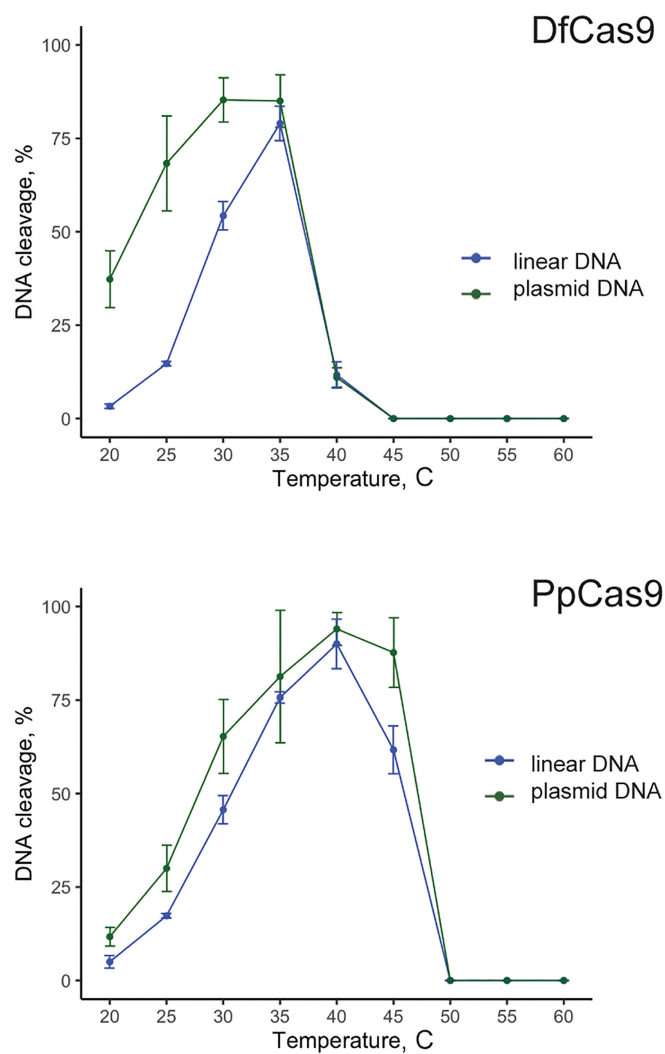 DfCas9
100
75
50
25
0
DNA cleavage, %
linear DNA
plasmid DNA
20 25 30 35 40 45 50 55 60
Temperature, C
PpCas9
100
75
50
25
0
DNA cleavage, %
linear DNA
plasmid DNA
20 25 30 35 40 45 50 55 60
Temperature, C